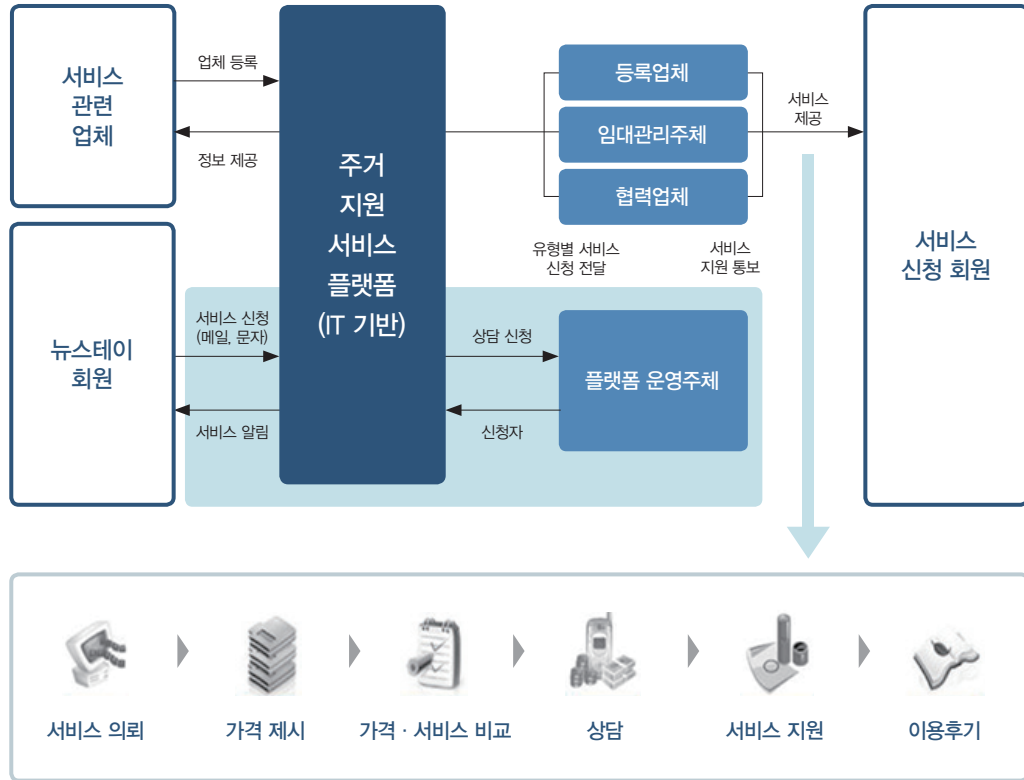 서비스
관련
업체
업체 등록
정보 제공
뉴스테이
회원
서비스 신청
(메일, 문자)
서비스 알림
주거
지원
서비스
플랫폼
(IT 기반)
등록업체
임대관리주체
협력업체
유형별 서비스
신청 전달
서비스
지원 통보
상담 신청
신청자
플랫폼 운영주체
서비스
제공
서비스
신청 회원
서비스 의뢰
가격 제시
가격 · 서비스 비교
상담
서비스 지원
이용후기